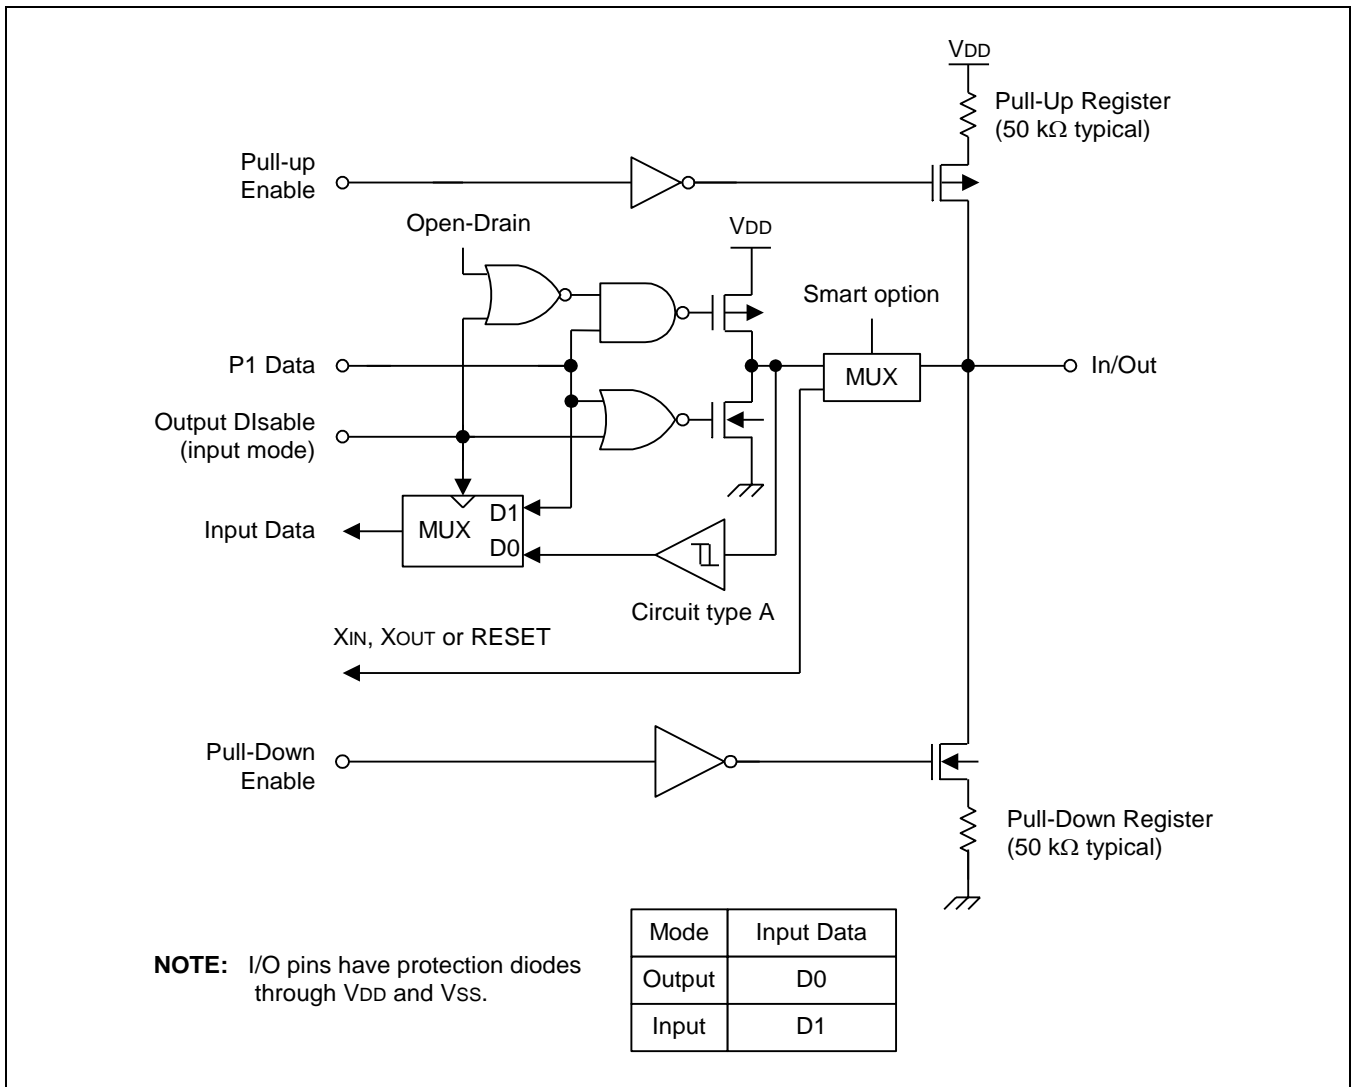 VDD
Pull-Up Register
(50 kΩ typical)
Pull-up
Enable
Open-Drain
VDD
Smart option
P1 Data
MUX
In/Out
Output DIsable
(input mode)
Input Data
MUX
D1
D0
Circuit type A
XIN, XOUT or RESET
Pull-Down
Enable
Pull-Down Register
(50 kΩ typical)
Mode Input Data
Output D0
Input D1
NOTE: I/O pins have protection diodes
through VDD and VSS.